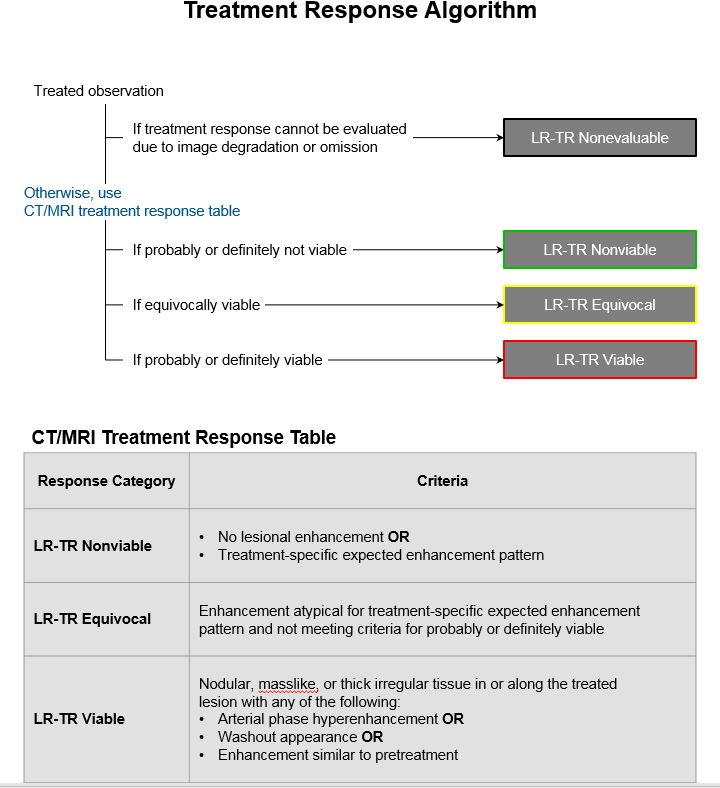 Treatment Response Algorithm
Treated observation
If treatment response cannot be evaluated
due to image degradation or omission
LR-TR Nonevaluable
Otherwise, use
CT/MRI treatment response table
If probably or definitely not viable
LR-TR Nonviable
If equivocally viable
LR-TR Equivocal
If probably or definitely viable
LR-TR Viable
CT/MRI Treatment Response Table
Response Category
Criteria
LR-TR Nonviable
• No lesional enhancement OR
• Treatment-specific expected enhancement pattern
LR-TR Equivocal
Enhancement atypical for treatment-specific expected enhancement
pattern and not meeting criteria for probably or definitely viable
LR-TR Viable
Nodular, masslike, or thick irregular tissue in or along the treated
lesion with any of the following:
• Arterial phase hyperenhancement OR
• Washout appearance OR
• Enhancement similar to pretreatment